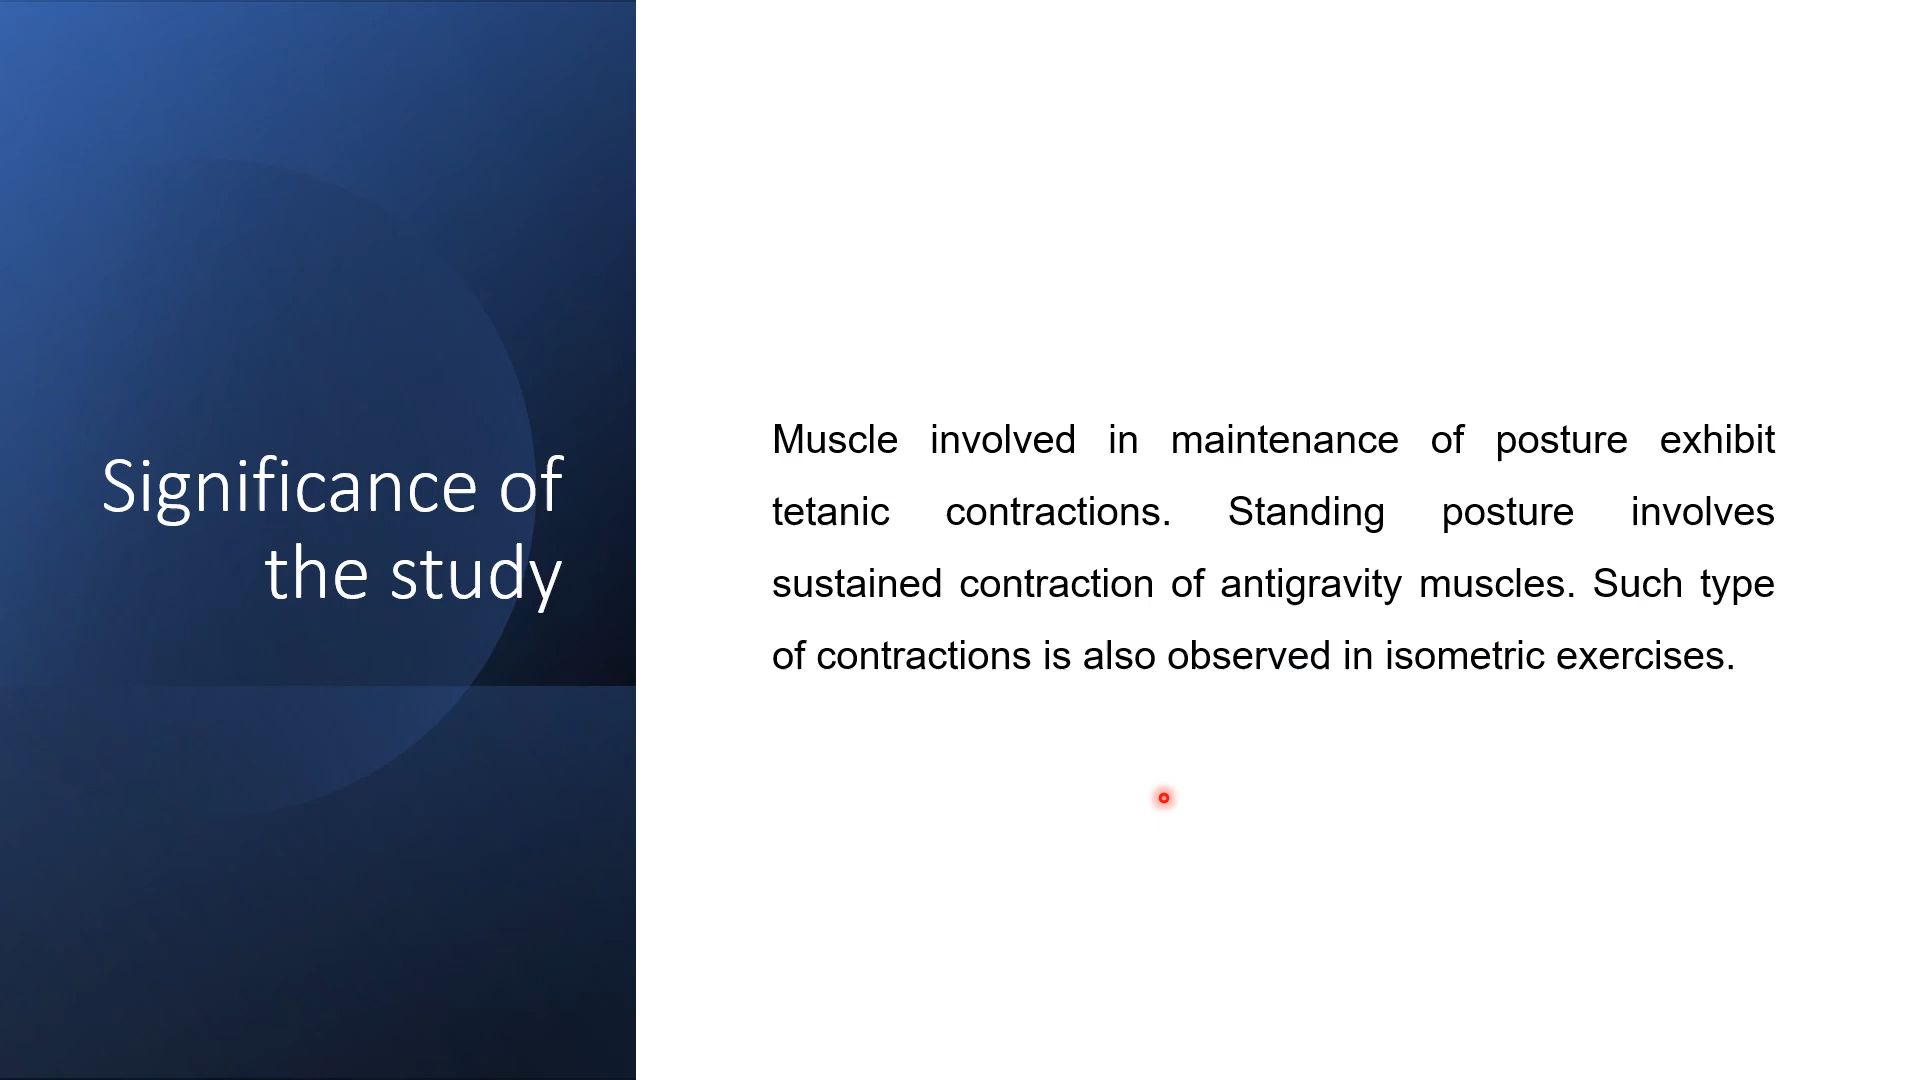 Significance of
the study
Muscle involved in maintenance of posture exhibit
tetanic contractions. Standing posture involves
sustained contraction of antigravity muscles. Such type
of contractions is also observed in isometric exercises.